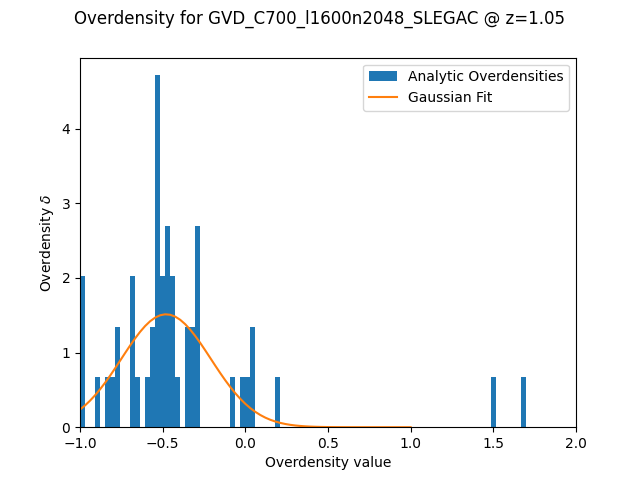 Overdensity for GVD_C700_l1600n2048_SLEGAC @ z=1.05
Analytic Overdensities
Gaussian Fit
Overdensity δ
4
3
2
1
0
−1.0 −0.5 0.0 0.5 1.0 1.5 2.0
Overdensity value